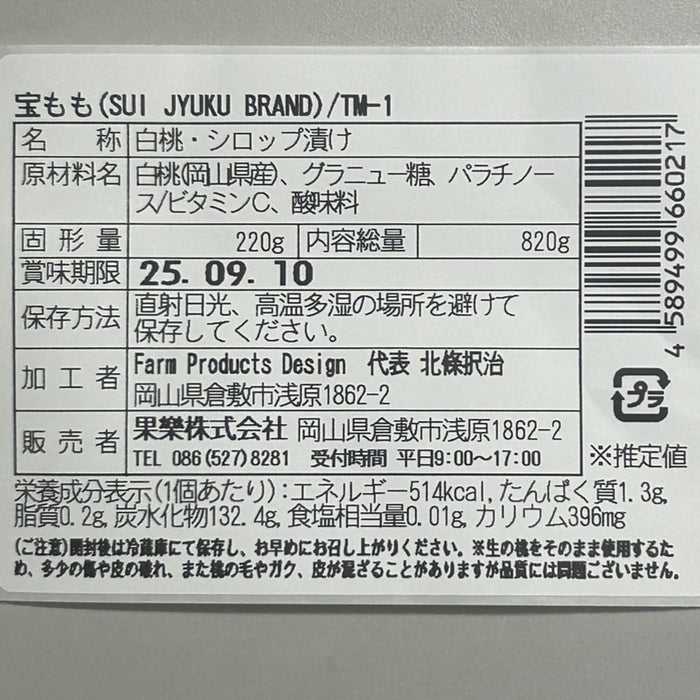 宝もも(SUI JYUKU BRAND)/TM-1
名称 白桃・シロップ漬け
原材料名 白桃(岡山県産)、グラニュー糖、パラチノー
ス/ビタミンC、酸味料
固形量 220g 内容総量 820g
賞味期限 25.09.10
保存方法 直射日光、高温多湿の場所を避けて
保存してください。
加工者 Farm Products Design 代表 北條択治
岡山県倉敷市浅原1862-2
販売者 果樂株式会社 岡山県倉敷市浅原1862-2
TEL 086(527)8281 受付時間 平日9:00～17:00
4 589499 660217
プラ
※推定値
栄養成分表示(1個あたり):エネルギー514kcal,たんぱく質1.3g,
脂質0.2g,炭水化物132.4g,食塩相当量0.01g,カリウム396mg
(ご注意)開封後は冷蔵庫にて保存し、お早めにお召し上がりください。※生の桃をそのまま使用するた
め、多少の傷や皮の破れ、また桃の毛やガク、皮が混ざることがありますが品質には問題ございません。